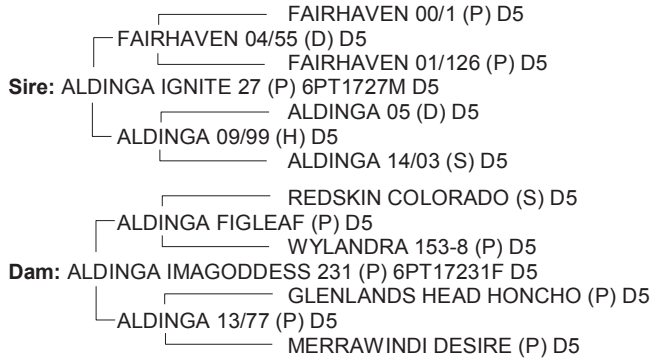 FAIRHAVEN 00/1 (P) D5
FAIRHAVEN 04/55 (D) D5
FAIRHAVEN 01/126 (P) D5
Sire: ALDINGA IGNITE 27 (P) 6PT1727M D5
ALDINGA 05 (D) D5
ALDINGA 09/99 (H) D5
ALDINGA 14/03 (S) D5
REDSKIN COLORADO (S) D5
ALDINGA FIGLEAF (P) D5
WYLANDRA 153-8 (P) D5
Dam: ALDINGA IMAGODDESS 231 (P) 6PT17231F D5
GLENLANDS HEAD HONCHO (P) D5
ALDINGA 13/77 (P) D5
MERRAWINDI DESIRE (P) D5